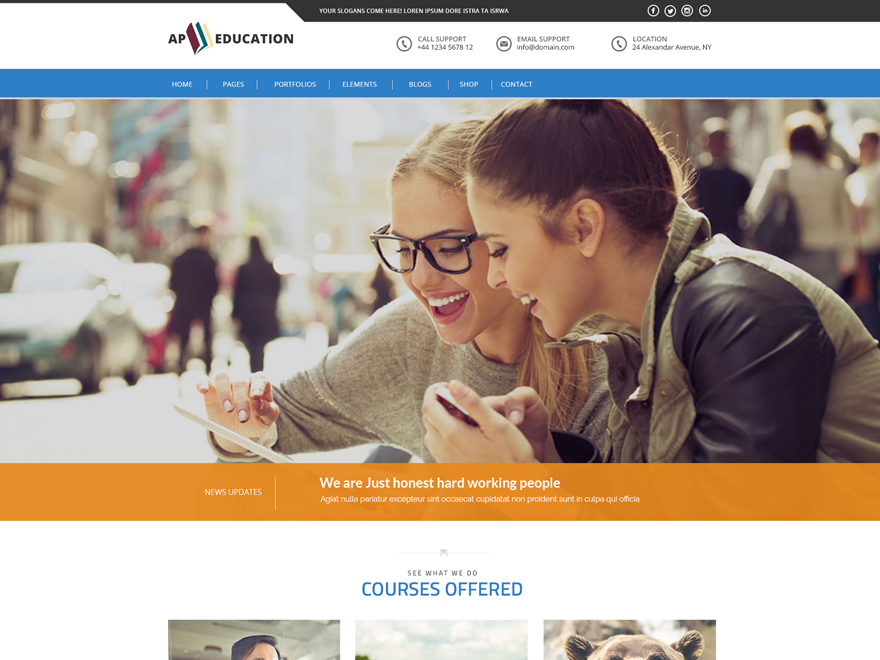 YOUR SLOGANS COME HERE! LOREN IPSUM DORE ISTRA TA ISRWA
AP EDUCATION
CALL SUPPORT
+44 1234 5678 12
EMAIL SUPPORT
info@domain.com
LOCATION
24 Alexandar Avenue, NY
HOME
PAGES
PORTFOLIOS
ELEMENTS
BLOGS
SHOP
CONTACT
NEWS UPDATES
We are Just honest hard working people
Agiat nulla pariatur excepteur sint occaecat cupidatat non proident sunt in culpa qui officia
SEE WHAT WE DO
COURSES OFFERED